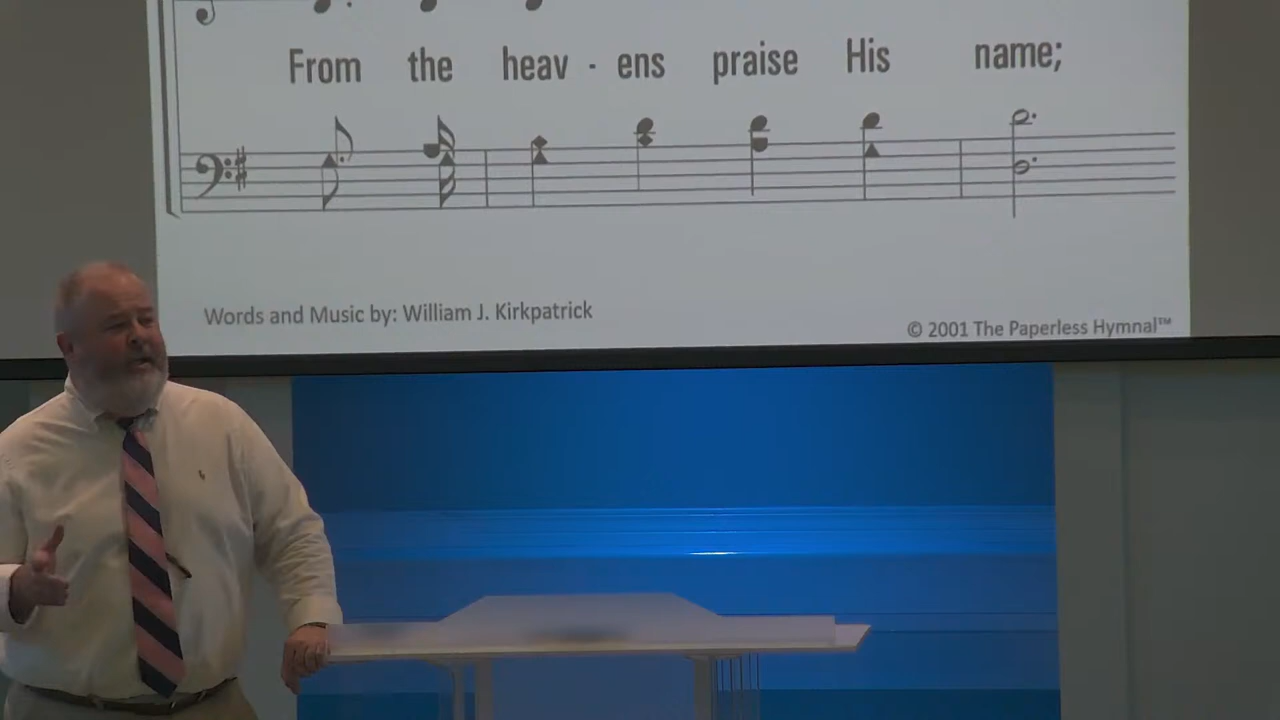 From the heav - ens praise His name;
Words and Music by: William J. Kirkpatrick
© 2001 The Paperless Hymnal™